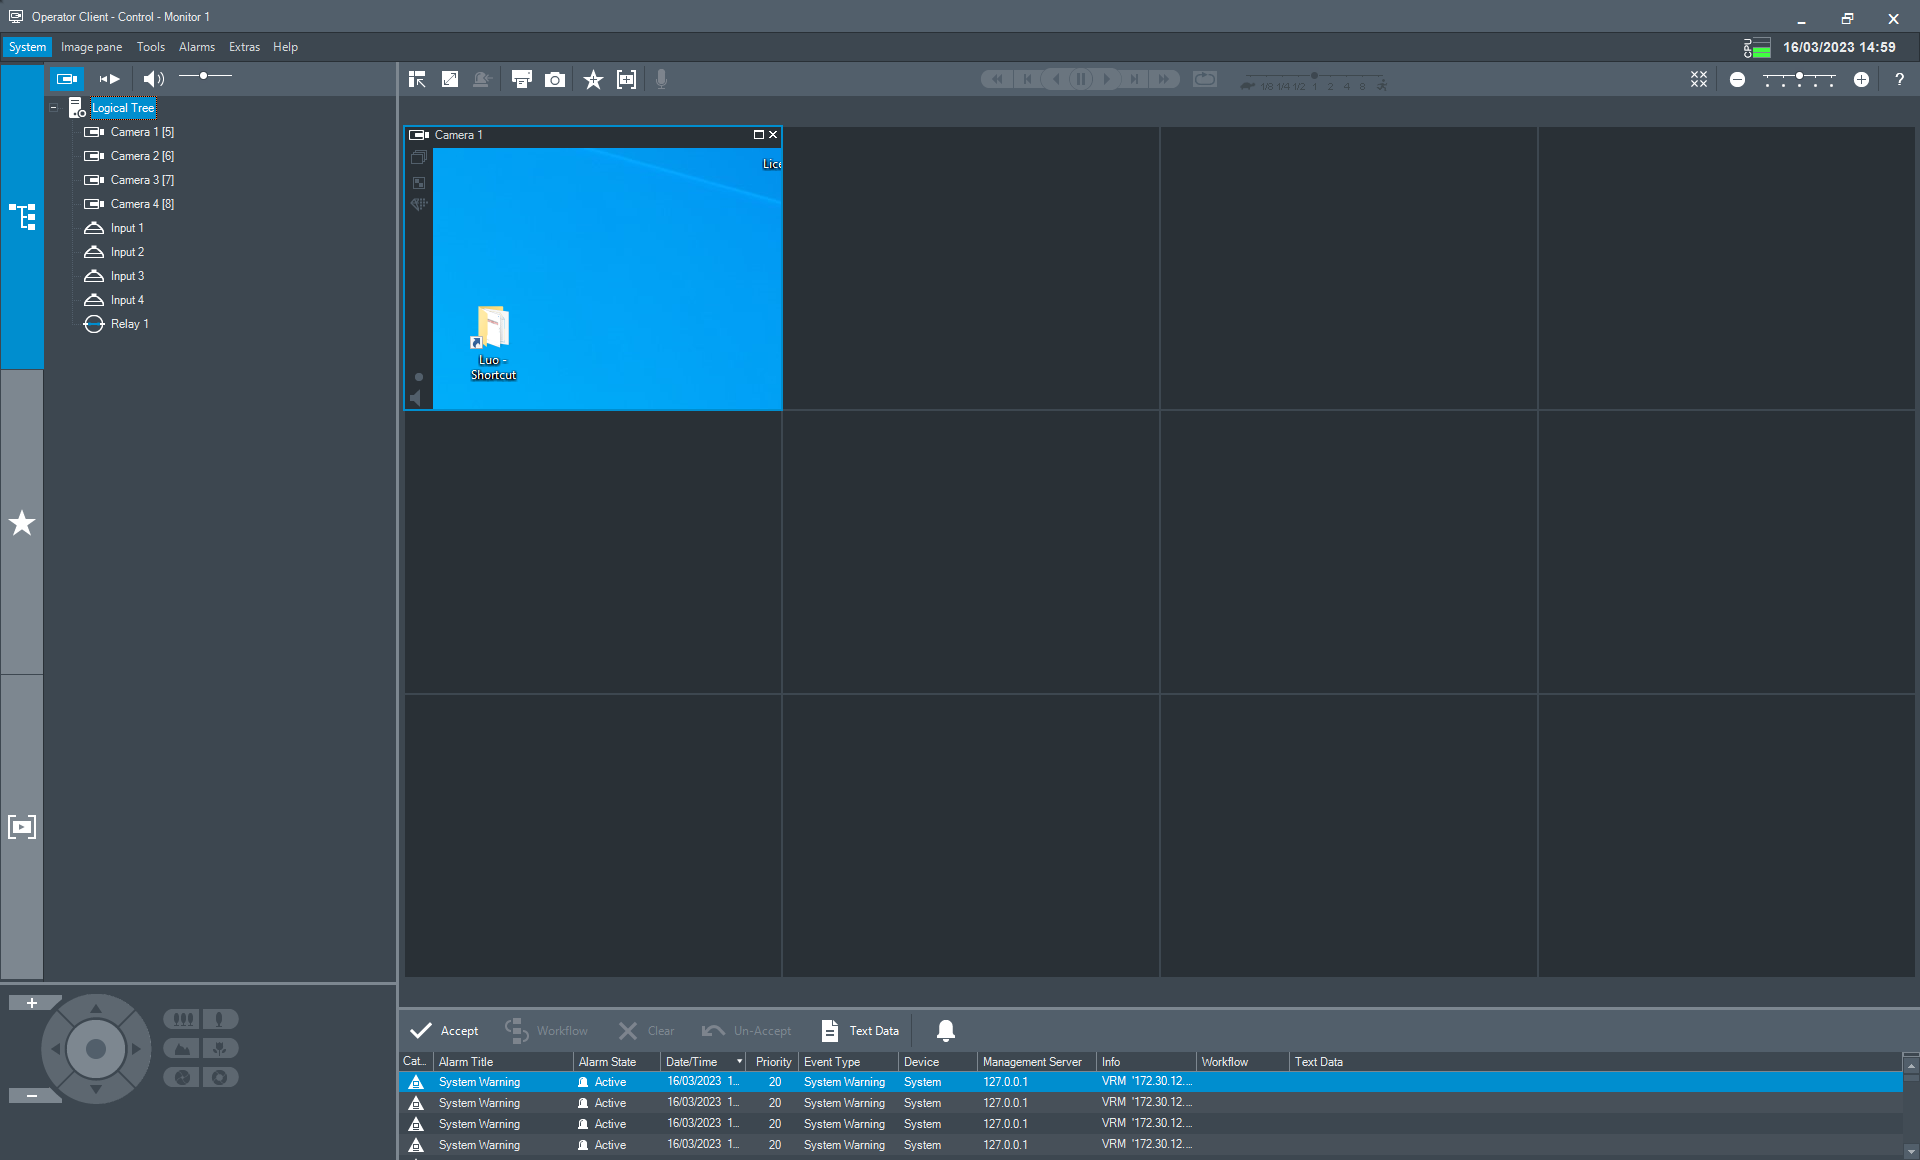 Operator Client - Control - Monitor 1
System Image pane Tools Alarms Extras Help
CPU 16/03/2023 14:59
1/8 1/4 1/2 1 2 4 8
?
Logical Tree
Camera 1 [5]
Camera 2 [6]
Camera 3 [7]
Camera 4 [8]
Input 1
Input 2
Input 3
Input 4
Relay 1
Camera 1
Lice
Luo -
Shortcut
Accept Workflow Clear Un-Accept Text Data
Cat... Alarm Title Alarm State Date/Time Priority Event Type Device Management Server Info Workflow Text Data
System Warning Active 16/03/2023 1... 20 System Warning System 127.0.0.1 VRM '172.30.12....
System Warning Active 16/03/2023 1... 20 System Warning System 127.0.0.1 VRM '172.30.12....
System Warning Active 16/03/2023 1... 20 System Warning System 127.0.0.1 VRM '172.30.12....
System Warning Active 16/03/2023 1... 20 System Warning System 127.0.0.1 VRM '172.30.12....